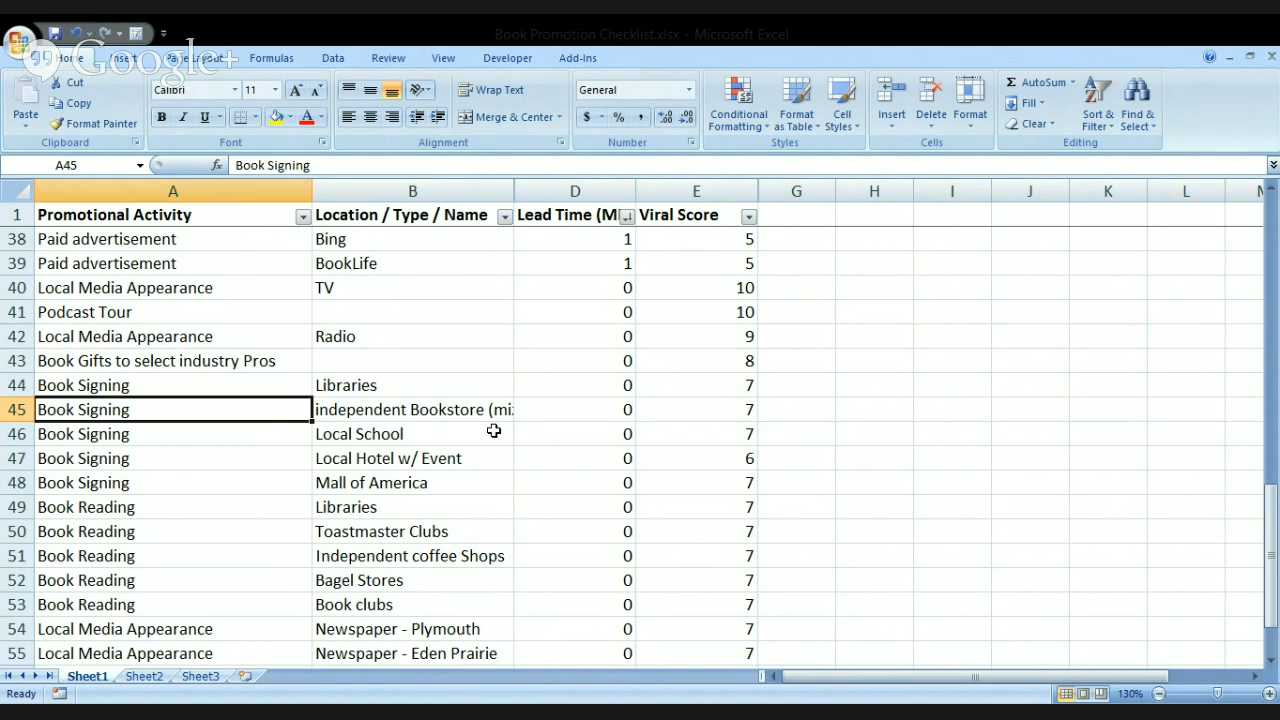 Book Promotion Checklist.xlsx - Microsoft Excel
Google+
Home Insert Page Layout Formulas Data Review View Developer Add-Ins
Cut
Copy
Format Painter
Paste
Clipboard
Calibri 11
Font
Wrap Text
Merge & Center
Alignment
General
Number
Conditional Formatting
Format as Table
Cell Styles
Styles
Insert Delete Format
Cells
AutoSum
Fill
Clear
Sort & Filter
Find & Select
Editing
A45 fx Book Signing
A B D E G H I J K L
1 Promotional Activity Location / Type / Name Lead Time (M Viral Score
38 Paid advertisement Bing 1 5
39 Paid advertisement BookLife 1 5
40 Local Media Appearance TV 0 10
41 Podcast Tour 0 10
42 Local Media Appearance Radio 0 9
43 Book Gifts to select industry Pros 0 8
44 Book Signing Libraries 0 7
45 Book Signing independent Bookstore (mi 0 7
46 Book Signing Local School 0 7
47 Book Signing Local Hotel w/ Event 0 6
48 Book Signing Mall of America 0 7
49 Book Reading Libraries 0 7
50 Book Reading Toastmaster Clubs 0 7
51 Book Reading Independent coffee Shops 0 7
52 Book Reading Bagel Stores 0 7
53 Book Reading Book clubs 0 7
54 Local Media Appearance Newspaper - Plymouth 0 7
55 Local Media Appearance Newspaper - Eden Prairie 0 7
Sheet1 Sheet2 Sheet3
Ready 130%